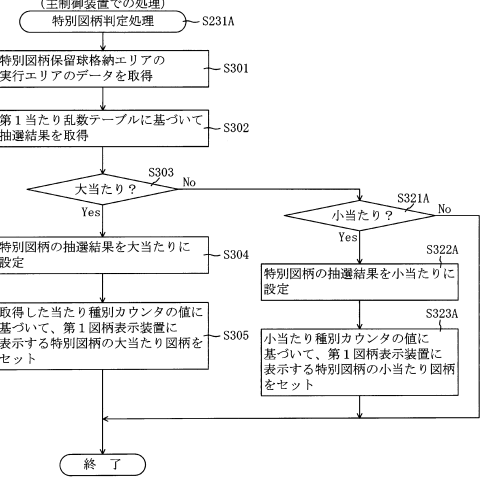 (主制御装置での処理)
特別図柄判定処理
S231A
特別図柄保留球格納エリアの
実行エリアのデータを取得
S301
第1当たり乱数テーブルに基づいて
抽選結果を取得
S302
大当たり?
S303
No
Yes
小当たり?
S321A
No
Yes
特別図柄の抽選結果を大当たりに
設定
S304
特別図柄の抽選結果を小当たりに
設定
S322A
取得した当たり種別カウンタの値に
基づいて、第1図柄表示装置に
表示する特別図柄の大当たり図柄を
セット
S305
小当たり種別カウンタの値に
基づいて、第1図柄表示装置に
表示する特別図柄の小当たり図柄
をセット
S323A
終 了